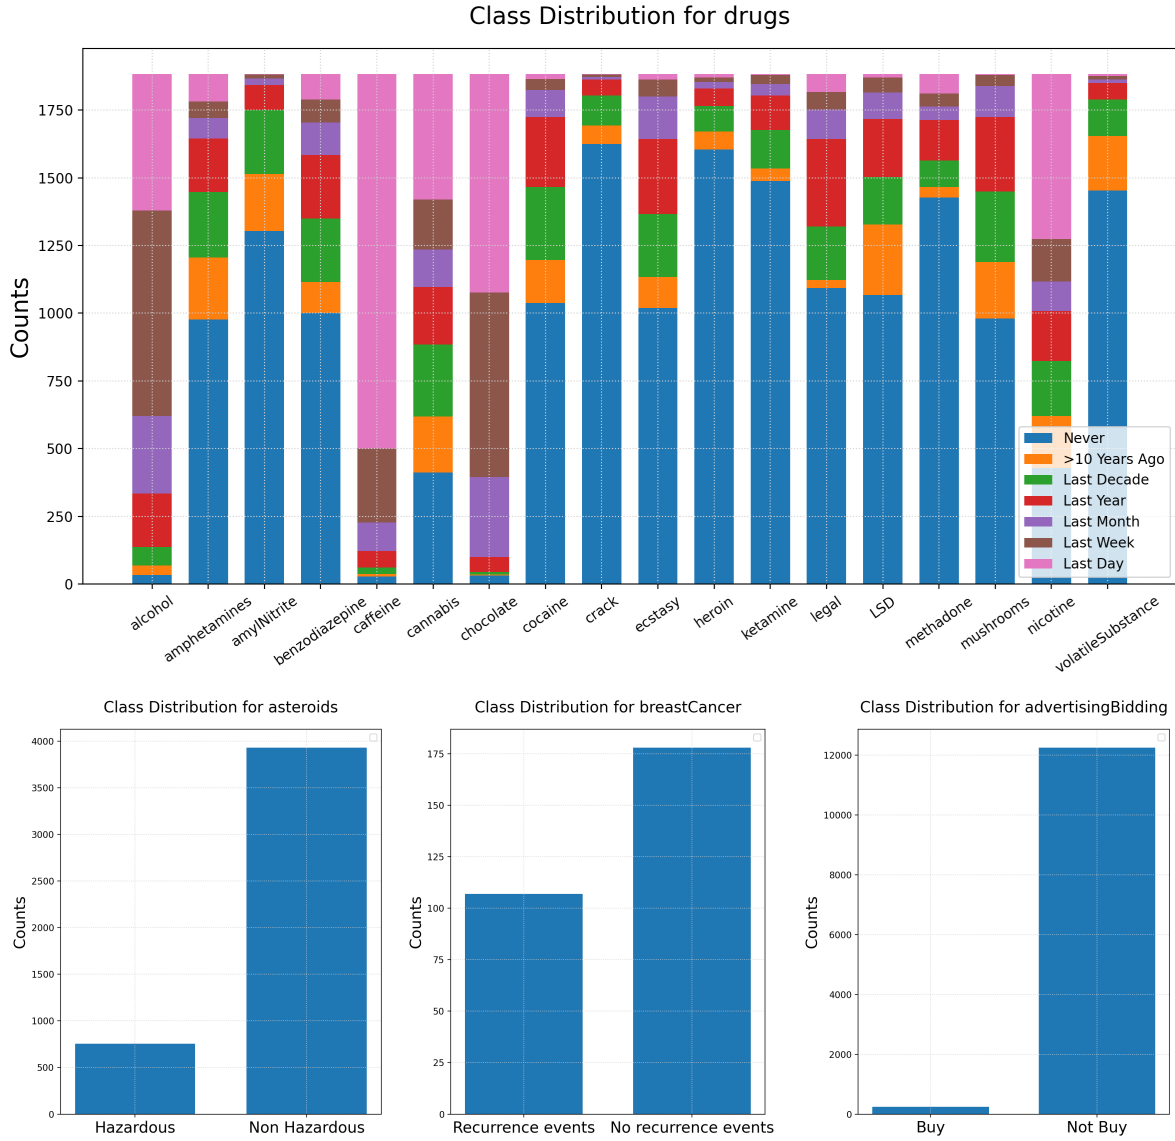 Class Distribution for drugs
Counts
1750
1500
1250
1000
750
500
250
0
Never
>10 Years Ago
Last Decade
Last Year
Last Month
Last Week
Last Day
alcohol
amphetamines
amylNitrite
benzodiazepine
caffeine
cannabis
chocolate
cocaine
crack
ecstasy
heroin
ketamine
legal
LSD
methadone
mushrooms
nicotine
volatileSubstance
Class Distribution for asteroids
Counts
4000
3500
3000
2500
2000
1500
1000
500
0
Hazardous
Non Hazardous
Class Distribution for breastCancer
Counts
175
150
125
100
75
50
25
0
Recurrence events
No recurrence events
Class Distribution for advertisingBidding
Counts
12000
10000
8000
6000
4000
2000
0
Buy
Not Buy